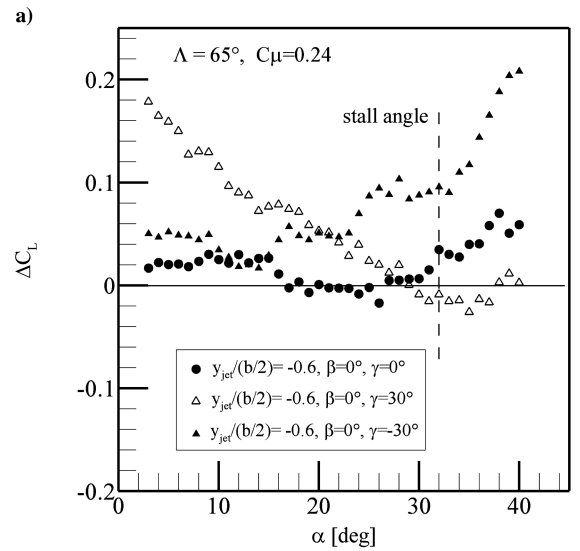 a)
Λ = 65°, Cμ=0.24
0.2
stall angle
0.1
ΔC_L
0
● y_jet/(b/2)= -0.6, β=0°, γ=0°
-0.1
△ y_jet/(b/2)= -0.6, β=0°, γ=30°
▲ y_jet/(b/2)= -0.6, β=0°, γ=-30°
-0.2
0 10 20 30 40
α [deg]